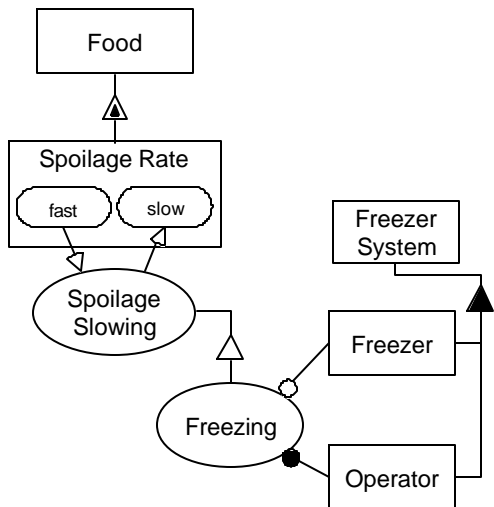 Food
Spoilage Rate
fast
slow
Freezer
System
Spoilage
Slowing
Freezer
Freezing
Operator